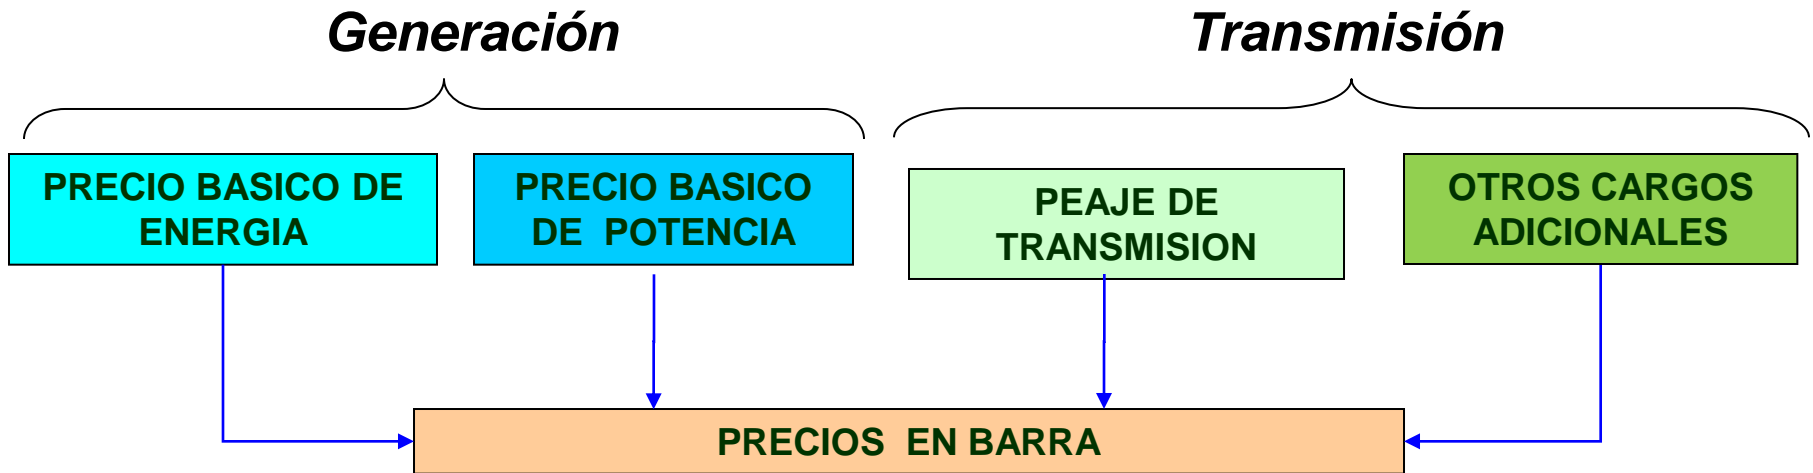 Generación
Transmisión
PRECIO BASICO DE
ENERGIA
PRECIO BASICO
DE POTENCIA
PEAJE DE
TRANSMISION
OTROS CARGOS
ADICIONALES
PRECIOS EN BARRA